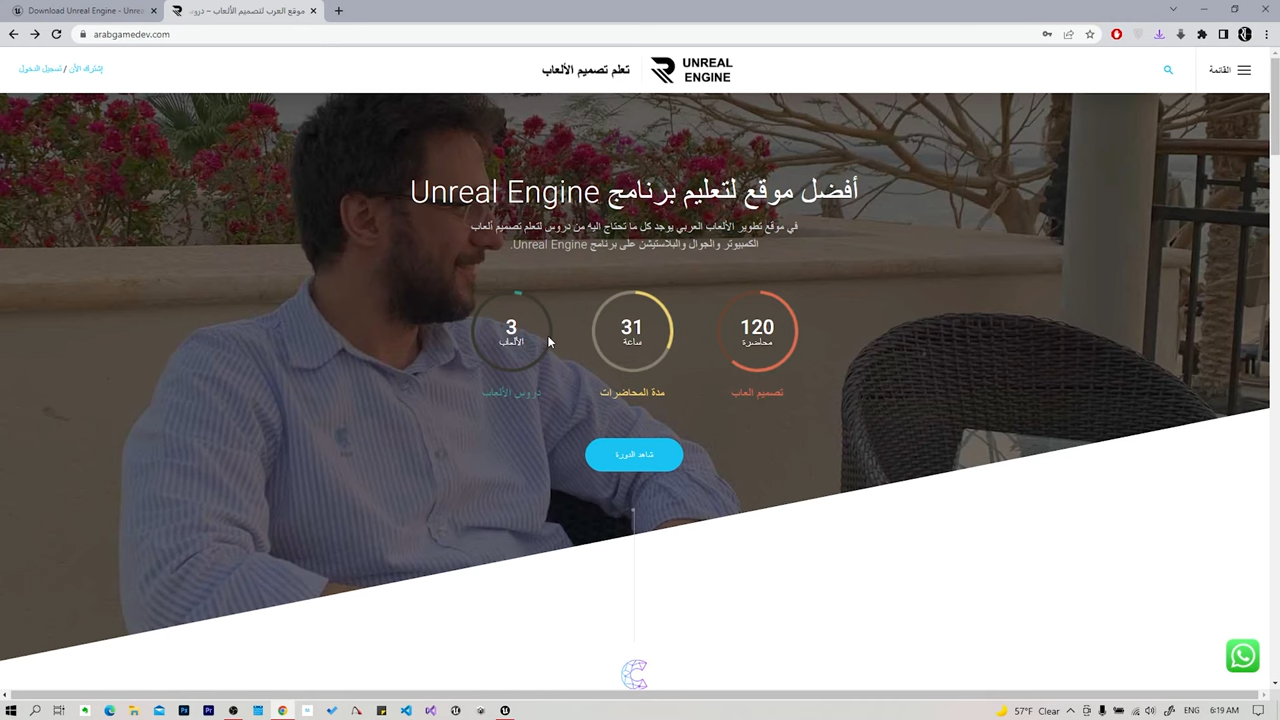 Download Unreal Engine - Unrea
موقع العرب لتصميم الألعاب – دروس
arabgamedev.com
إشترك الأن / تسجيل الدخول
تعلم تصميم الألعاب
UNREAL
ENGINE
القائمة
أفضل موقع لتعليم برنامج Unreal Engine
في موقع تطوير الألعاب العربي يوجد كل ما تحتاج اليه من دروس لتعلم تصميم ألعاب
الكمبيوتر والجوال والبلاستيشن على برنامج Unreal Engine.
120
محاضرة
تصميم العاب
31
ساعة
مدة المحاضرات
3
الألعاب
دروس الألعاب
شاهد الدورة
57°F Clear
ENG
6:19 AM